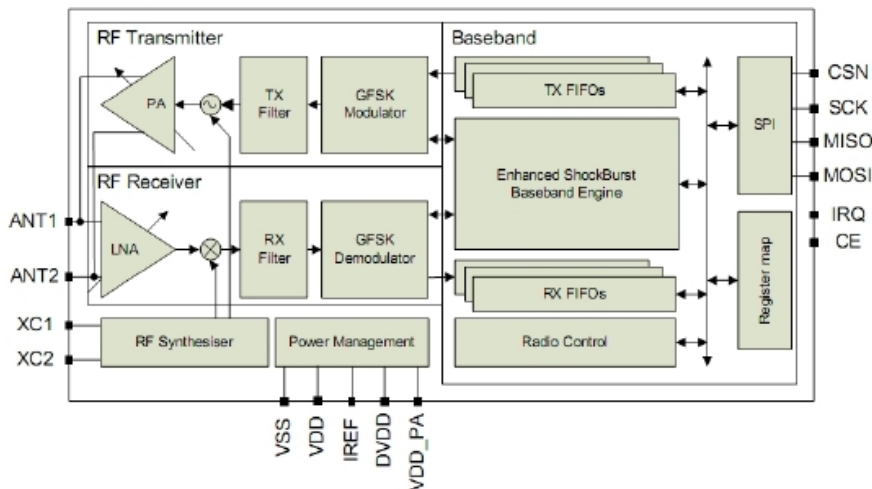 RF Transmitter
Baseband
PA
TX
Filter
GFSK
Modulator
TX FIFOs
SPI
CSN
SCK
MISO
MOSI
Enhanced ShockBurst
Baseband Engine
RF Receiver
ANT1
LNA
RX
Filter
GFSK
Demodulator
IRQ
CE
ANT2
RX FIFOs
Register map
XC1
XC2
RF Synthesiser
Power Management
Radio Control
VSS
VDD
IREF
DVDD
VDD_PA